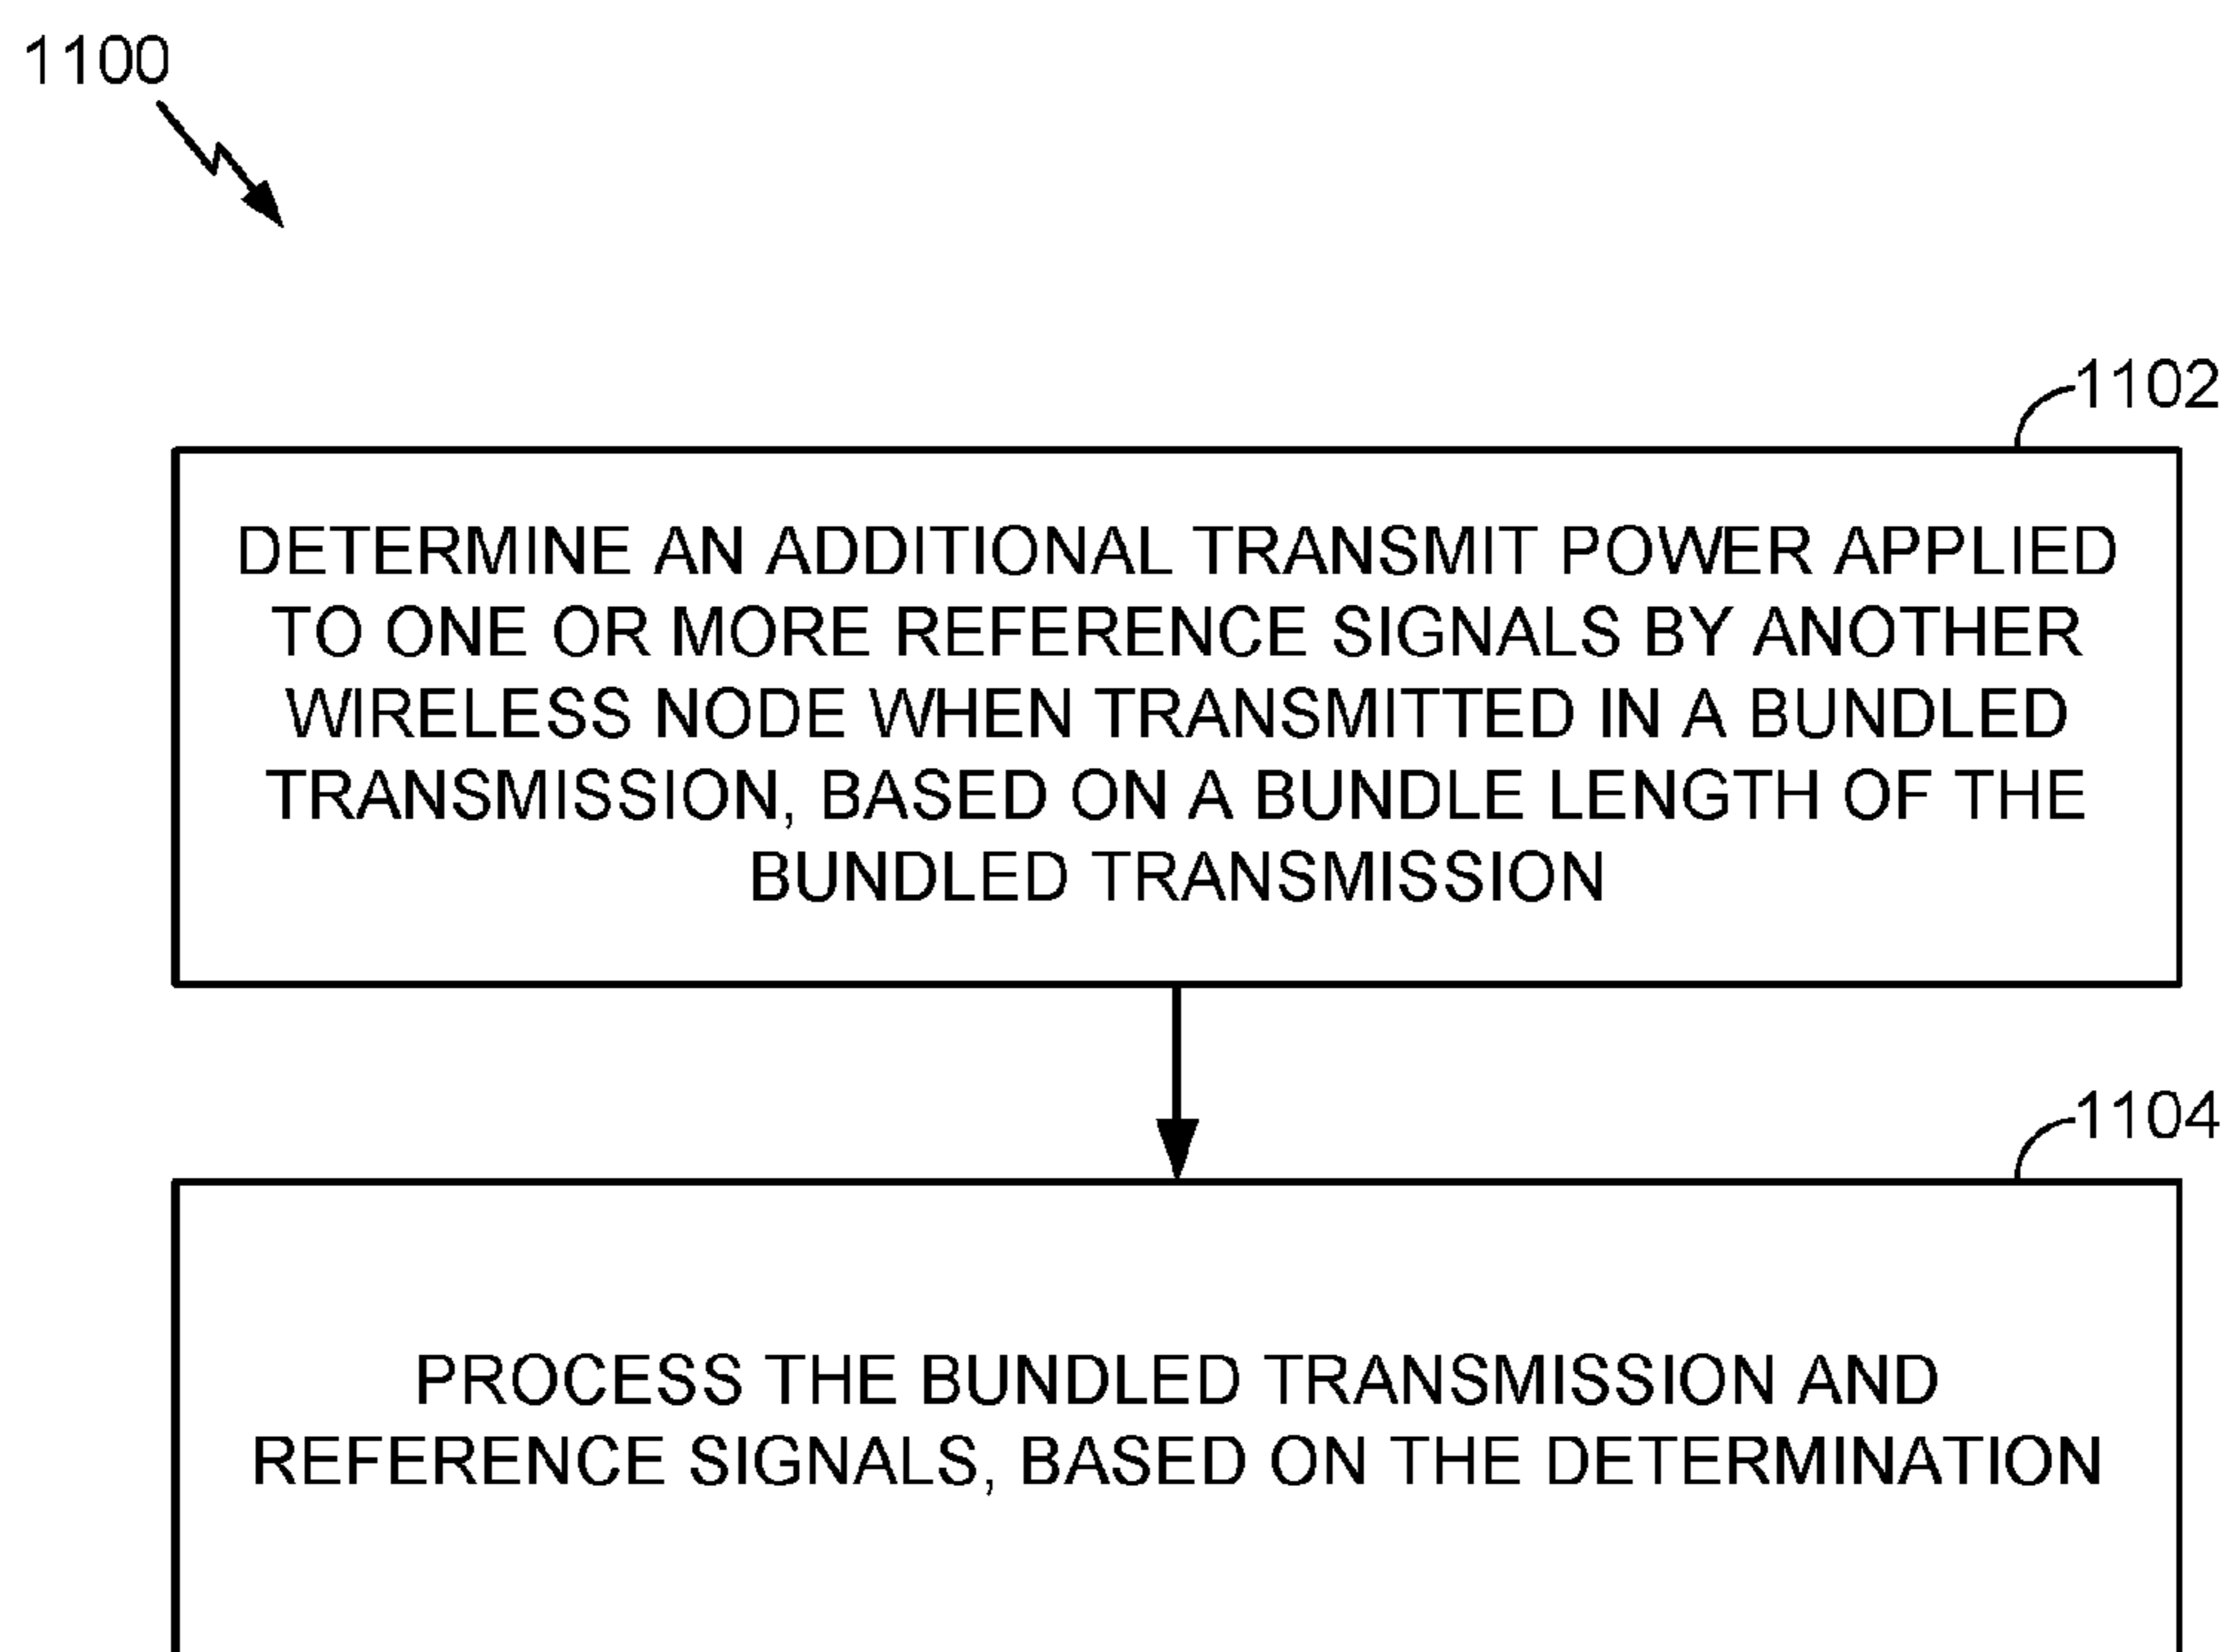 1100
1102
DETERMINE AN ADDITIONAL TRANSMIT POWER APPLIED
TO ONE OR MORE REFERENCE SIGNALS BY ANOTHER
WIRELESS NODE WHEN TRANSMITTED IN A BUNDLED
TRANSMISSION, BASED ON A BUNDLE LENGTH OF THE
BUNDLED TRANSMISSION
1104
PROCESS THE BUNDLED TRANSMISSION AND
REFERENCE SIGNALS, BASED ON THE DETERMINATION